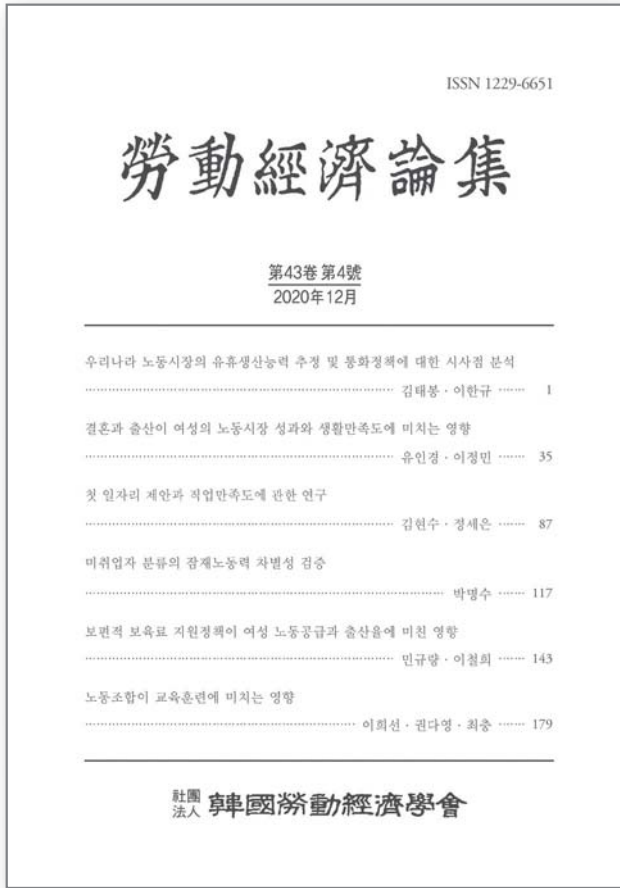 ISSN 1229-6651
勞動經濟論集
第43卷 第4號
2020年12月
우리나라 노동시장의 유휴생산능력 추정 및 통화정책에 대한 시사점 분석
김태봉 · 이한규 ······ 1
결혼과 출산이 여성의 노동시장 성과와 생활만족도에 미치는 영향
유인경 · 이정민 ······ 35
첫 일자리 제안과 직업만족도에 관한 연구
김현수 · 정세은 ······ 87
미취업자 분류의 잠재노동력 차별성 검증
박명수 ······ 117
보편적 보육료 지원정책이 여성 노동공급과 출산율에 미친 영향
민규량 · 이철희 ······ 143
노동조합이 교육훈련에 미치는 영향
이희선 · 권다영 · 최충 ······ 179
社團法人 韓國勞動經濟學會